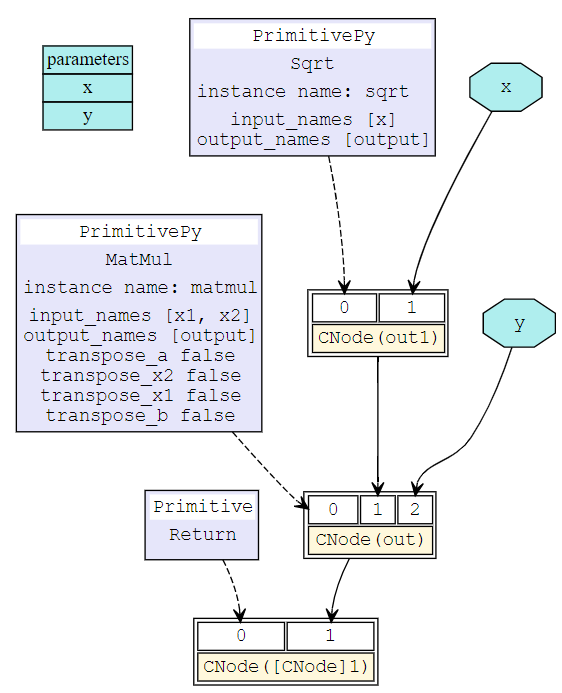 parameters
x
y
PrimitivePy
Sqrt
instance name: sqrt
input_names [x]
output_names [output]
x
PrimitivePy
MatMul
instance name: matmul
input_names [x1, x2]
output_names [output]
transpose_a false
transpose_x2 false
transpose_x1 false
transpose_b false
0 1
CNode(out1)
y
Primitive
Return
0 1 2
CNode(out)
0 1
CNode([CNode]1)